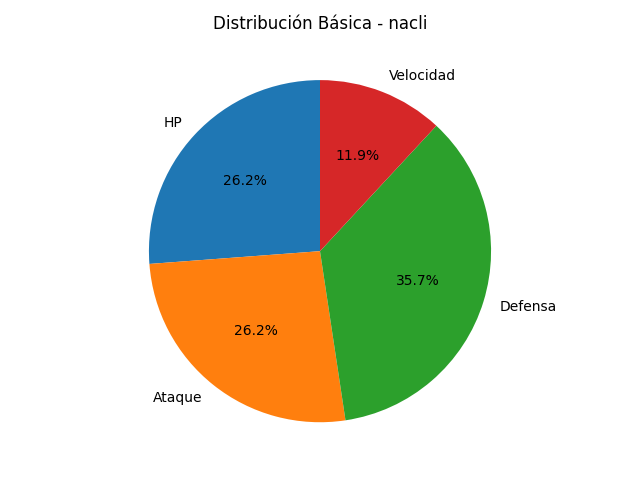 Distribución Básica - nacli
Velocidad
HP
11.9%
26.2%
35.7%
Defensa
26.2%
Ataque